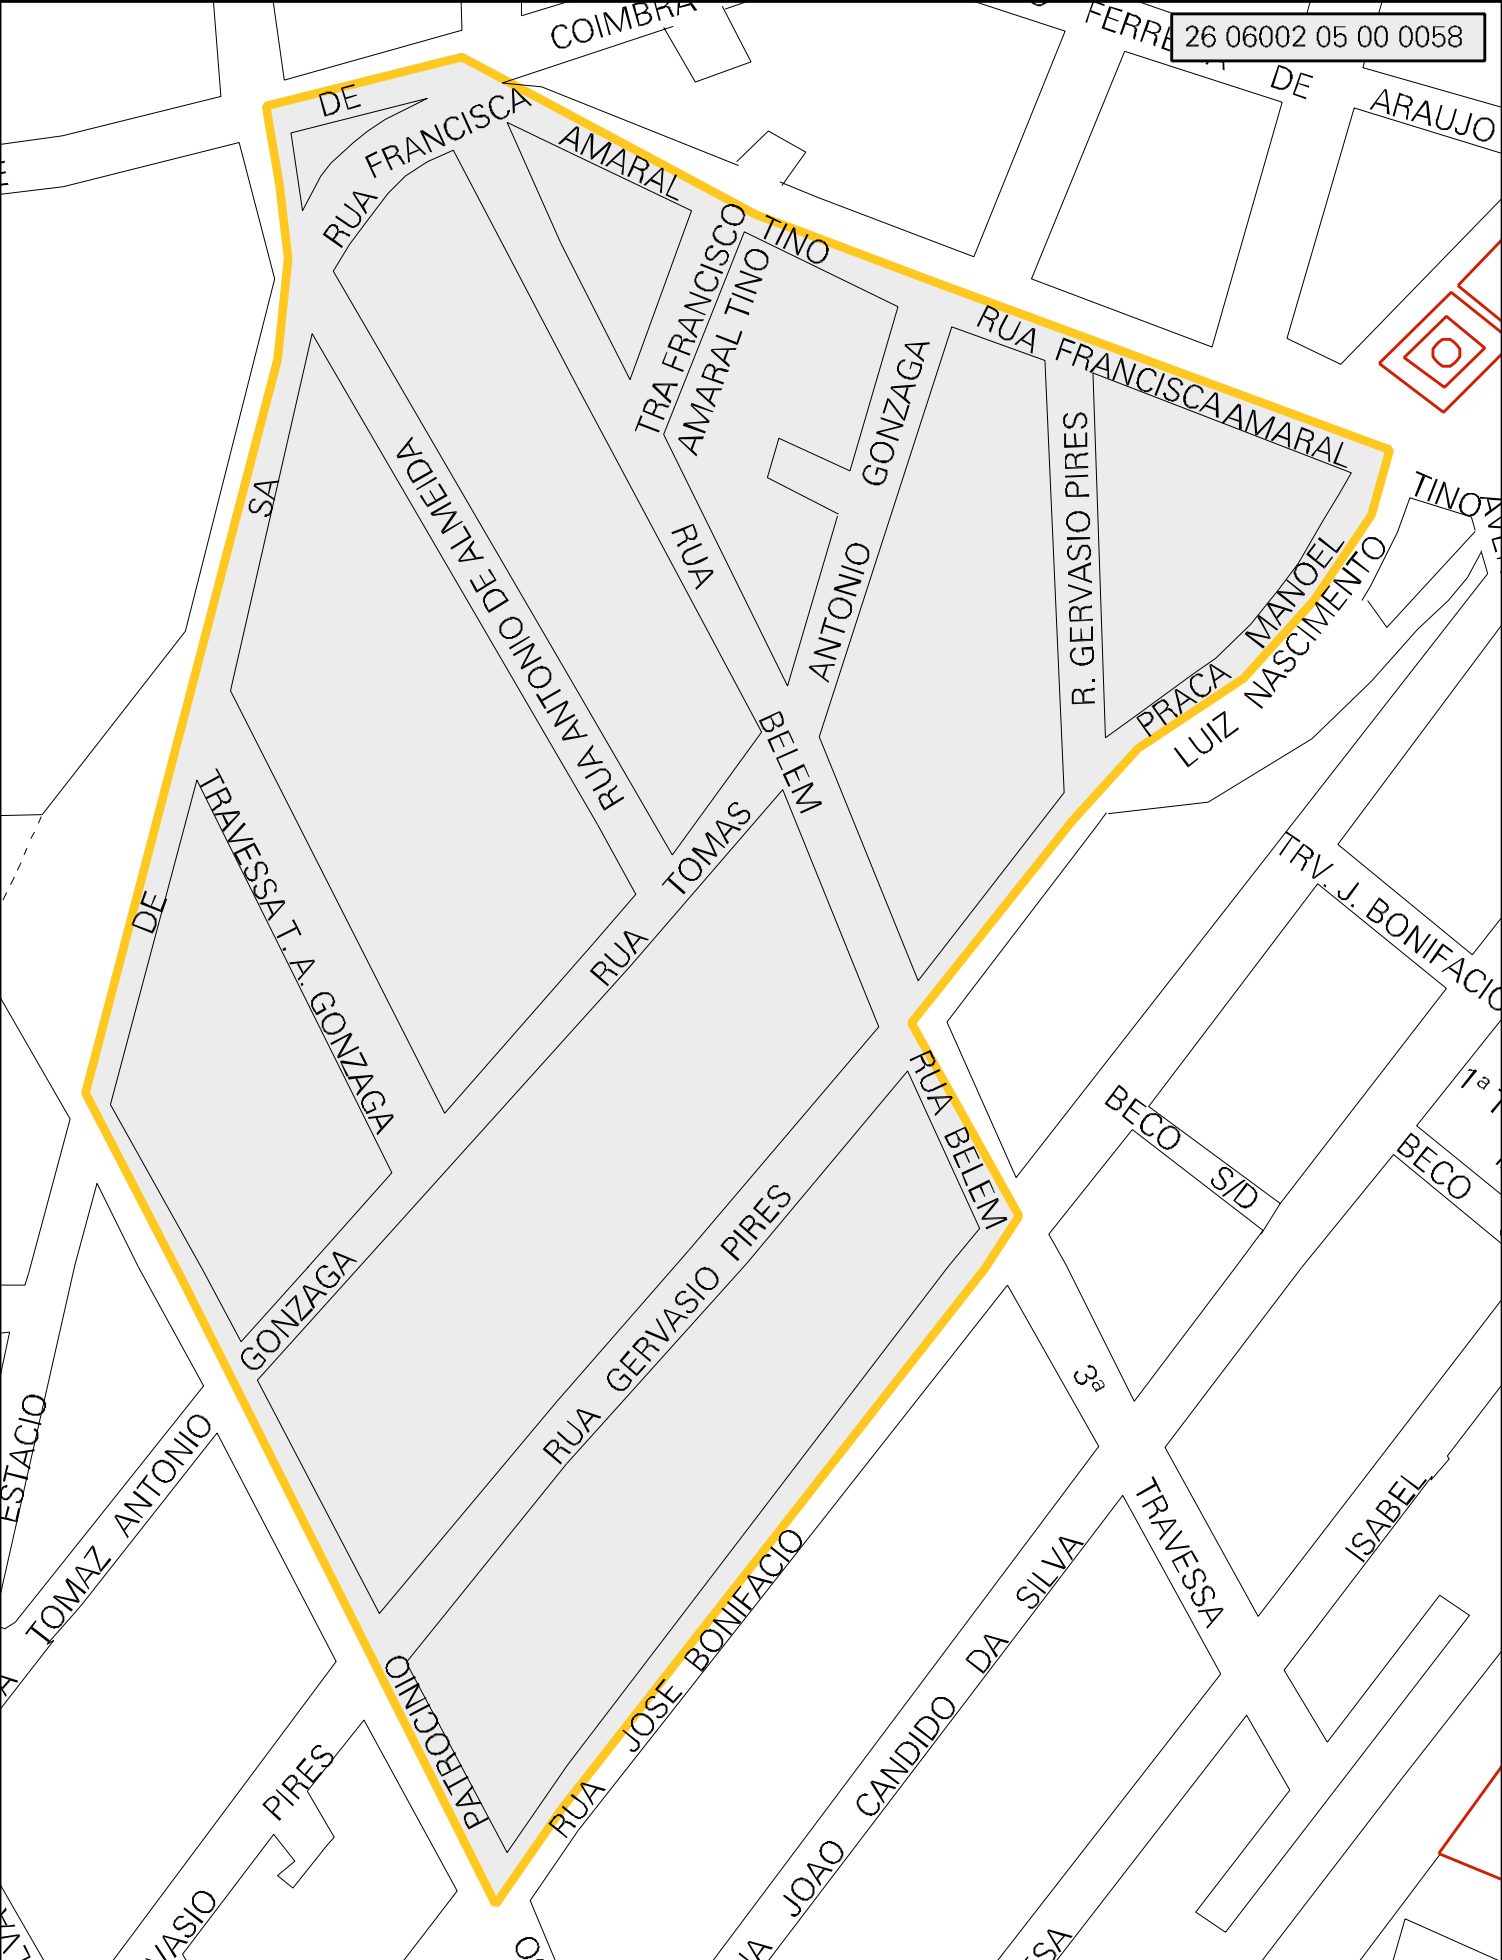 COIMBRA
26 06002 05 00 0058
DE
ARAUJO
DE
RUA FRANCISCA
AMARAL
TINO
TRA FRANCISCO
AMARAL TINO
RUA FRANCISCA AMARAL
TINO
SA
RUA ANTONIO DE ALMEIDA
RUA
BELEM
ANTONIO GONZAGA
R. GERVASIO PIRES
PRACA MANOEL
LUIZ NASCIMENTO
DE
TRAVESSA T. A. GONZAGA
RUA TOMAS
GONZAGA
TRV. J. BONIFACIO
RUA BELEM
BECO S/D
1ª
BECO
RUA GERVASIO PIRES
3ª
TRAVESSA
ISABEL
ESTACIO
TOMAZ ANTONIO
PATROCINIO
RUA JOSE BONIFACIO
PIRES
JOAO CANDIDO DA SILVA